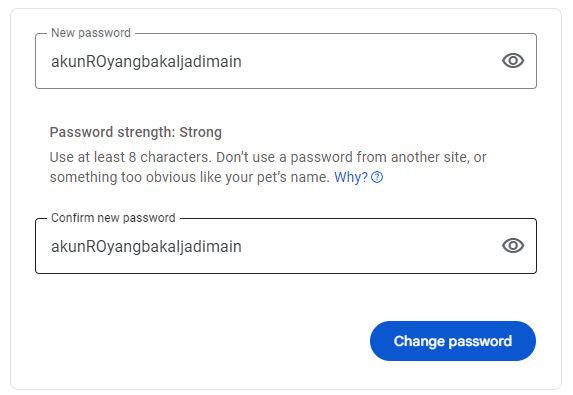 New password
akunROyangbakaljadimain
Password strength: Strong
Use at least 8 characters. Don’t use a password from another site, or
something too obvious like your pet’s name. Why?
Confirm new password
akunROyangbakaljadimain
Change password